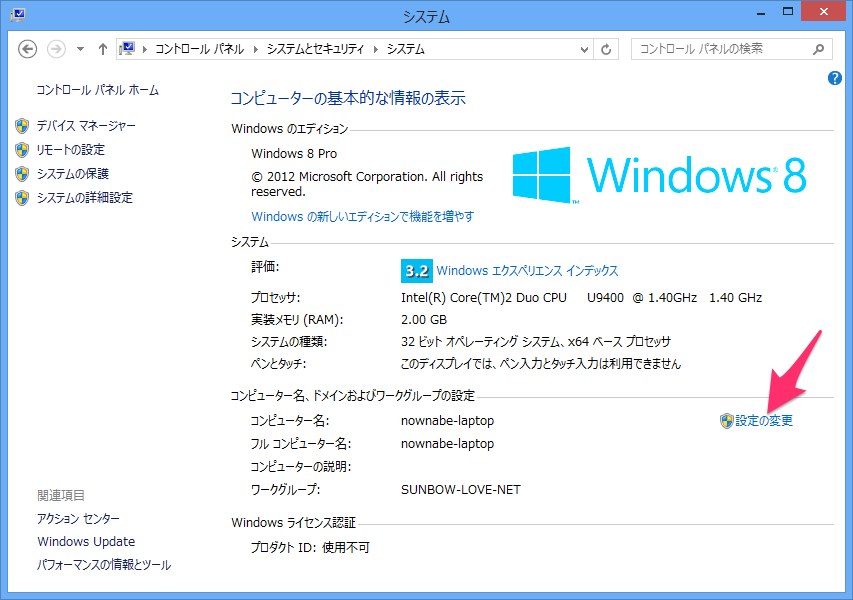 システム
コントロール パネル
システムとセキュリティ
システム
コントロール パネルの検索
コントロール パネル ホーム
デバイス マネージャー
リモートの設定
システムの保護
システムの詳細設定
コンピューターの基本的な情報の表示
Windows のエディション
Windows 8 Pro
© 2012 Microsoft Corporation. All rights
reserved.
Windows の新しいエディションで機能を増やす
Windows® 8
™
システム
評価: 3.2 Windows エクスペリエンス インデックス
プロセッサ: Intel(R) Core(TM)2 Duo CPU U9400 @ 1.40GHz 1.40 GHz
実装メモリ (RAM): 2.00 GB
システムの種類: 32 ビット オペレーティング システム、x64 ベース プロセッサ
ペンとタッチ: このディスプレイでは、ペン入力とタッチ入力は利用できません
コンピューター名、ドメインおよびワークグループの設定
コンピューター名: nownabe-laptop 設定の変更
フル コンピューター名: nownabe-laptop
コンピューターの説明:
ワークグループ: SUNBOW-LOVE-NET
Windows ライセンス認証
プロダクト ID: 使用不可
関連項目
アクション センター
Windows Update
パフォーマンスの情報とツール